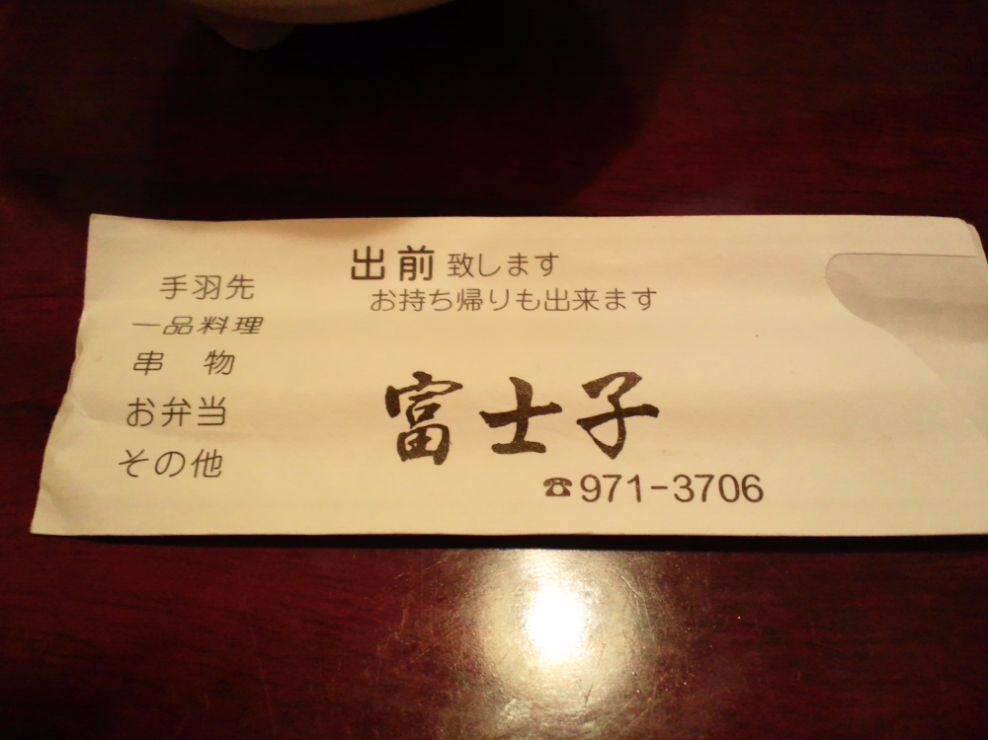 手羽先
一品料理
串 物
お弁当
その他
出前 致します
お持ち帰りも出来ます
富士子
☎971-3706